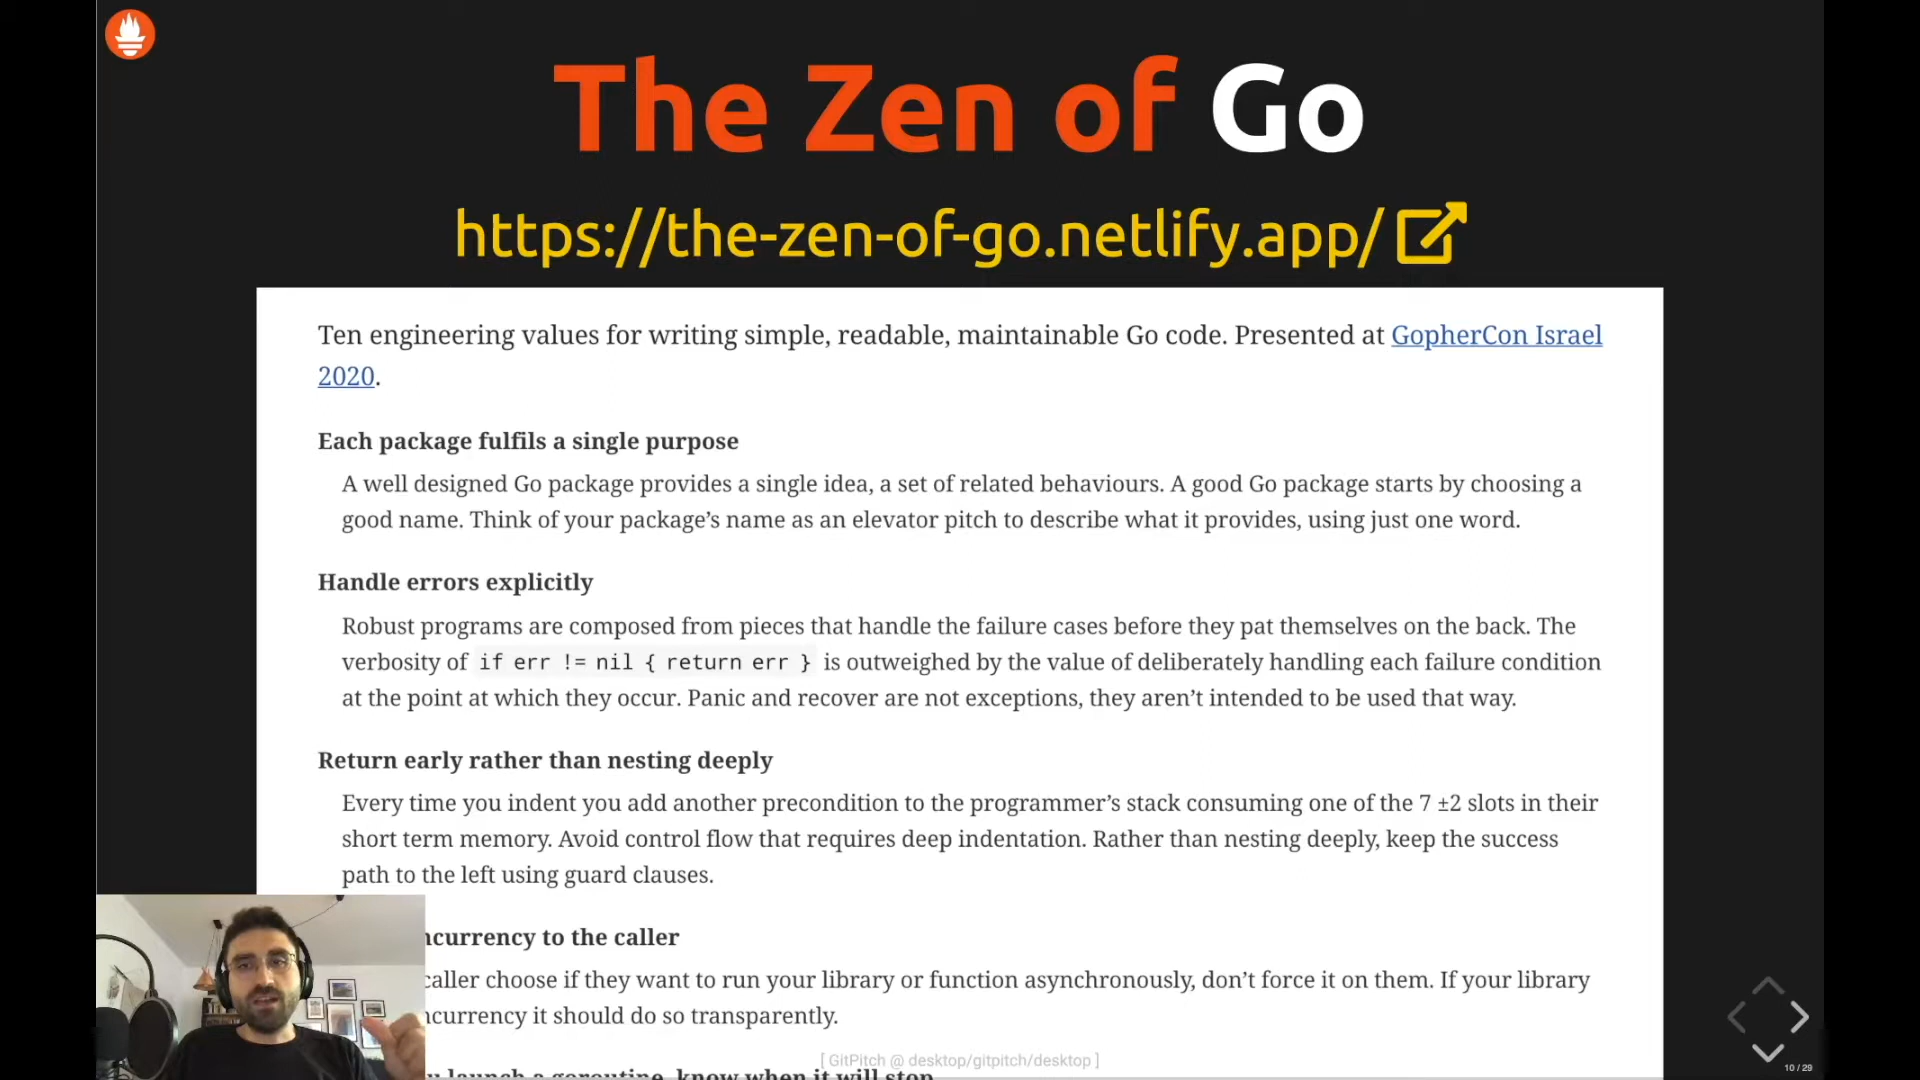 The Zen of Go
https://the-zen-of-go.netlify.app/
Ten engineering values for writing simple, readable, maintainable Go code. Presented at GopherCon Israel
2020.
Each package fulfils a single purpose
A well designed Go package provides a single idea, a set of related behaviours. A good Go package starts by choosing a
good name. Think of your package’s name as an elevator pitch to describe what it provides, using just one word.
Handle errors explicitly
Robust programs are composed from pieces that handle the failure cases before they pat themselves on the back. The
verbosity of if err != nil { return err } is outweighed by the value of deliberately handling each failure condition
at the point at which they occur. Panic and recover are not exceptions, they aren’t intended to be used that way.
Return early rather than nesting deeply
Every time you indent you add another precondition to the programmer’s stack consuming one of the 7 ±2 slots in their
short term memory. Avoid control flow that requires deep indentation. Rather than nesting deeply, keep the success
path to the left using guard clauses.
ncurrency to the caller
caller choose if they want to run your library or function asynchronously, don’t force it on them. If your library
ncurrency it should do so transparently.
[ GitPitch @ desktop/gitpitch/desktop ]
launch a goroutine, know when it will stop
10 / 29